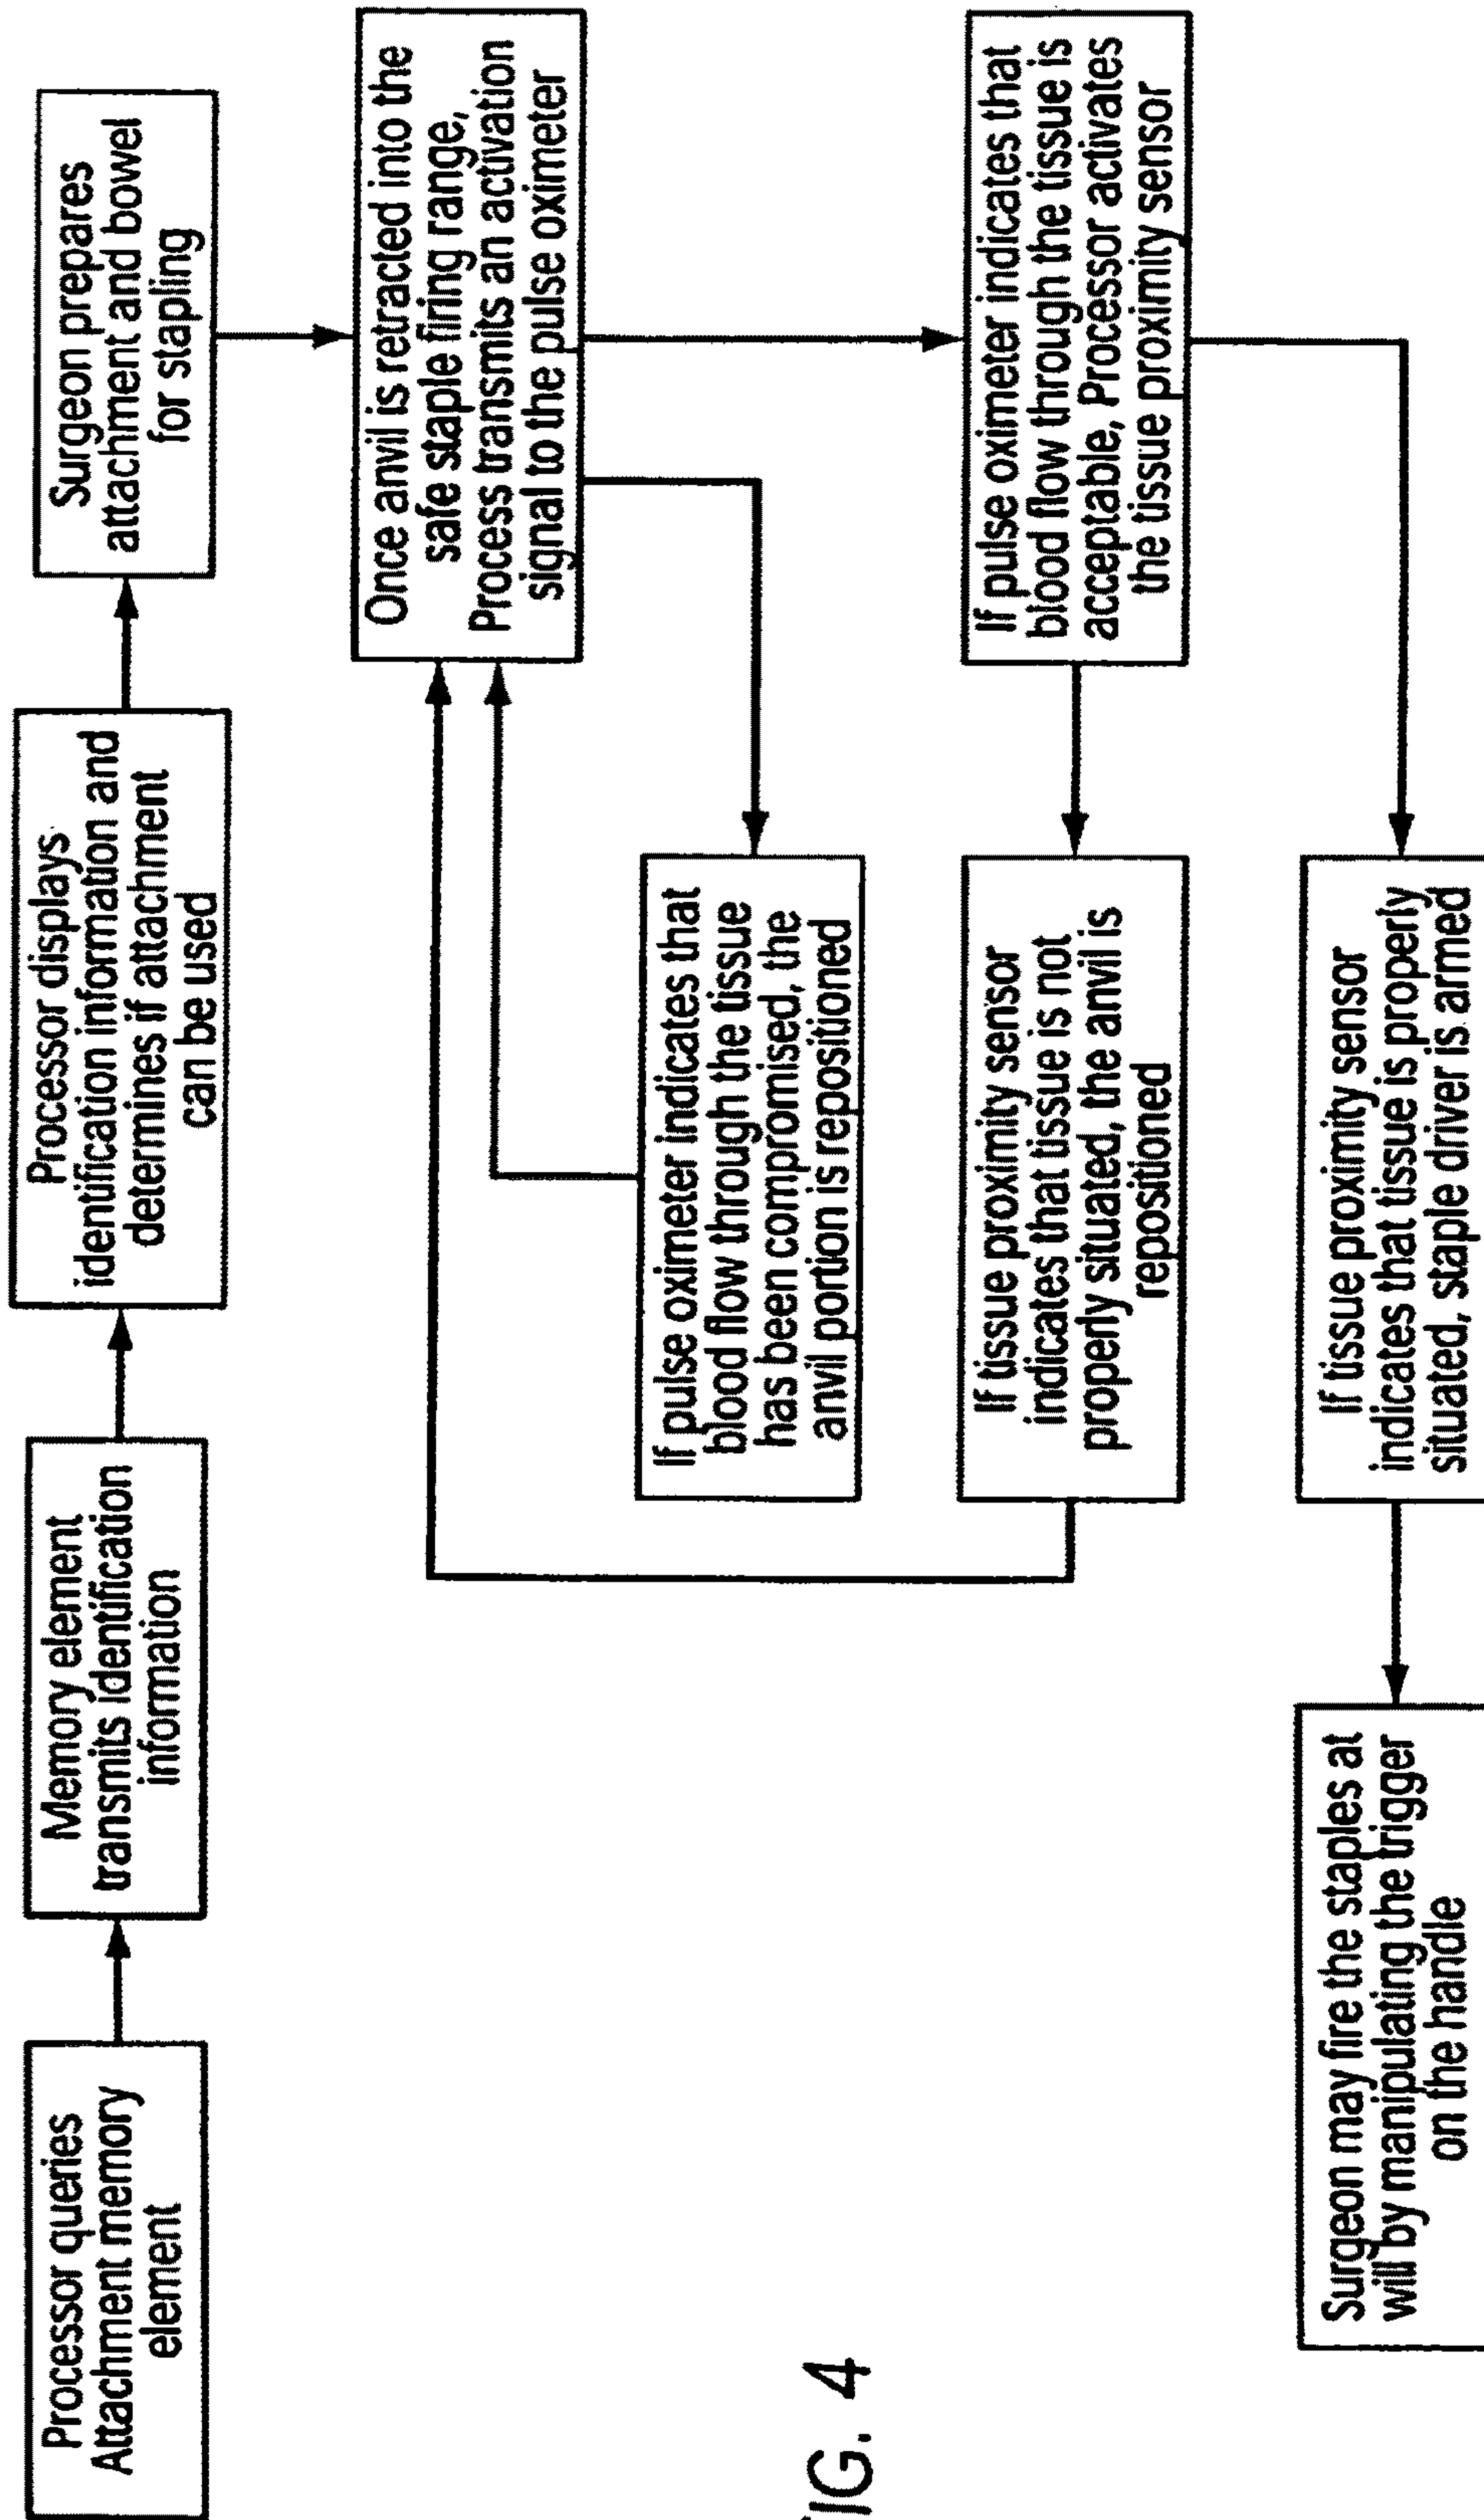 Processor queries
Attachment memory
element
Memory element
transmits identification
information
Processor displays
identification information and
determines if attachment
can be used
Surgeon prepares
attachment and bowel
for stapling
Once anvil is retracted into the
safe staple firing range,
Process transmits an activation
signal to the pulse oximeter
If pulse oximeter indicates that
blood flow through the tissue
has been compromised, the
anvil portion is repositioned
If pulse oximeter indicates that
blood flow through the tissue is
acceptable, Processor activates
the tissue proximity sensor
If tissue proximity sensor
indicates that tissue is not
properly situated, the anvil is
repositioned
If tissue proximity sensor
indicates that tissue is properly
situated, staple driver is armed
Surgeon may fire the staples at
will by manipulating the trigger
on the handle
IG. 4